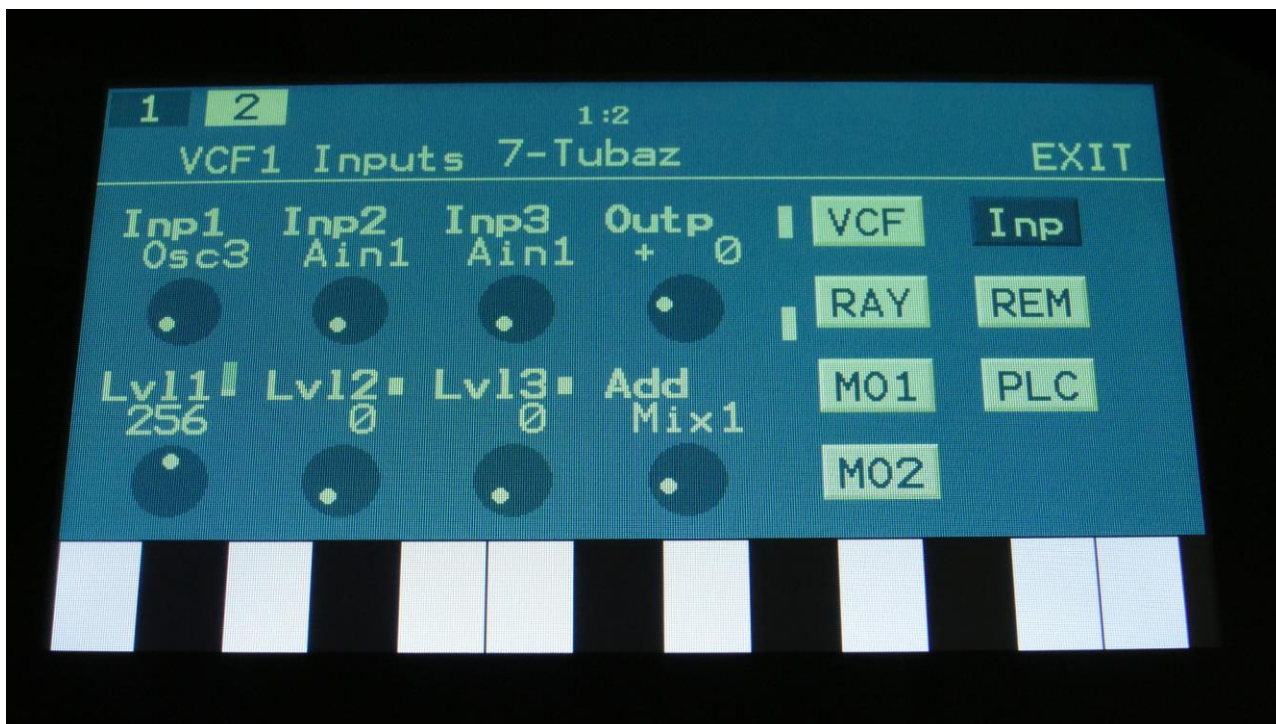 1 2 1:2
VCF1 Inputs 7-Tubaz EXIT
Inp1 Inp2 Inp3 Outp VCF Inp
Osc3 Ain1 Ain1 + 0
RAY REM
Lvl1 Lvl2 Lvl3 Add MO1 PLC
256 0 0 Mix1
MO2